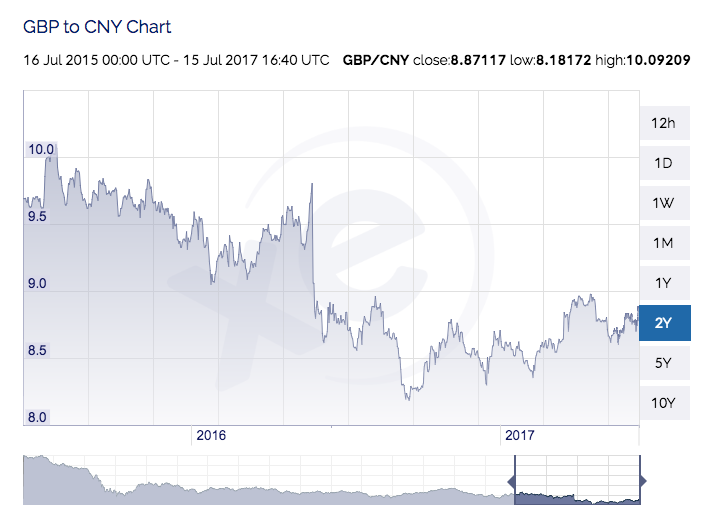 GBP to CNY Chart
16 Jul 2015 00:00 UTC - 15 Jul 2017 16:40 UTC GBP/CNY close:8.87117 low:8.18172 high:10.09209
12h
10.0
1D
xe
1W
9.5
1M
9.0
1Y
2Y
8.5
5Y
10Y
8.0
2016 2017